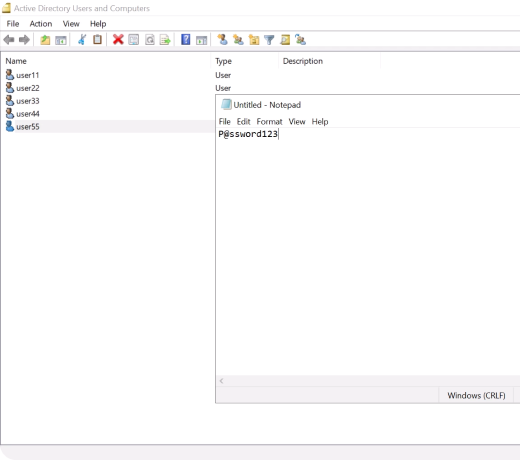 Active Directory Users and Computers
File Action View Help
Name Type Description
user11 User
user22 User
user33
user44
user55
Untitled - Notepad
File Edit Format View Help
P@ssword123
Windows (CRLF)